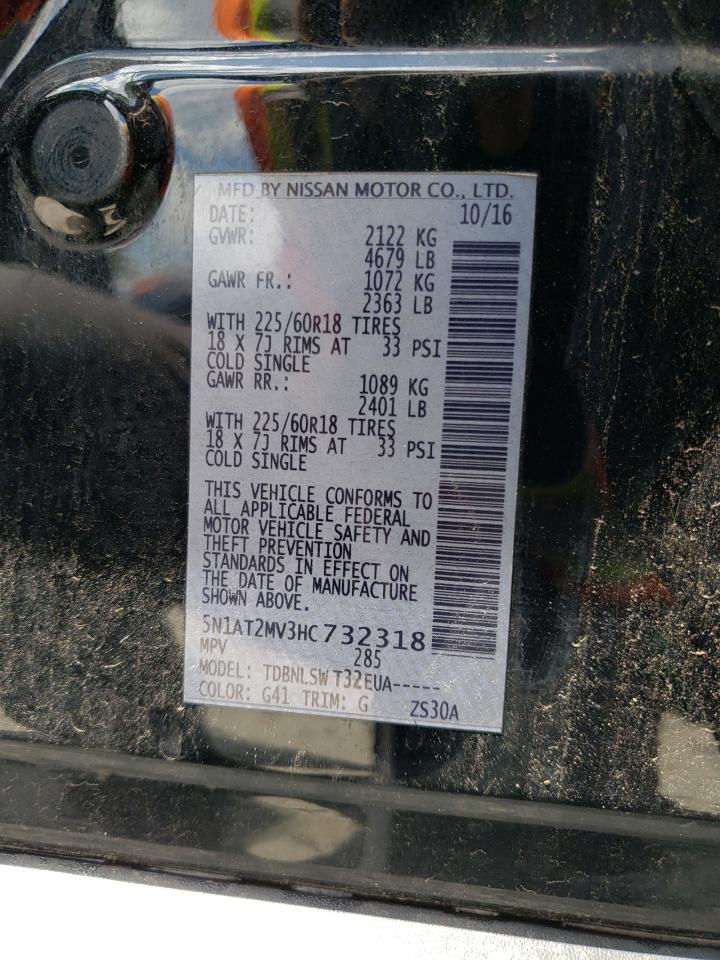 MFD BY NISSAN MOTOR CO., LTD.
DATE: 10/16
GVWR: 2122 KG
4679 LB
GAWR FR.: 1072 KG
2363 LB
WITH 225/60R18 TIRES
18 X 7J RIMS AT 33 PSI
COLD SINGLE
GAWR RR.: 1089 KG
2401 LB
WITH 225/60R18 TIRES
18 X 7J RIMS AT 33 PSI
COLD SINGLE
THIS VEHICLE CONFORMS TO
ALL APPLICABLE FEDERAL
MOTOR VEHICLE SAFETY AND
THEFT PREVENTION
STANDARDS IN EFFECT ON
THE DATE OF MANUFACTURE
SHOWN ABOVE.
5N1AT2MV3HC732318
MPV 285
MODEL: TDBNLSW T32EUA-----
COLOR: G41 TRIM: G ZS30A